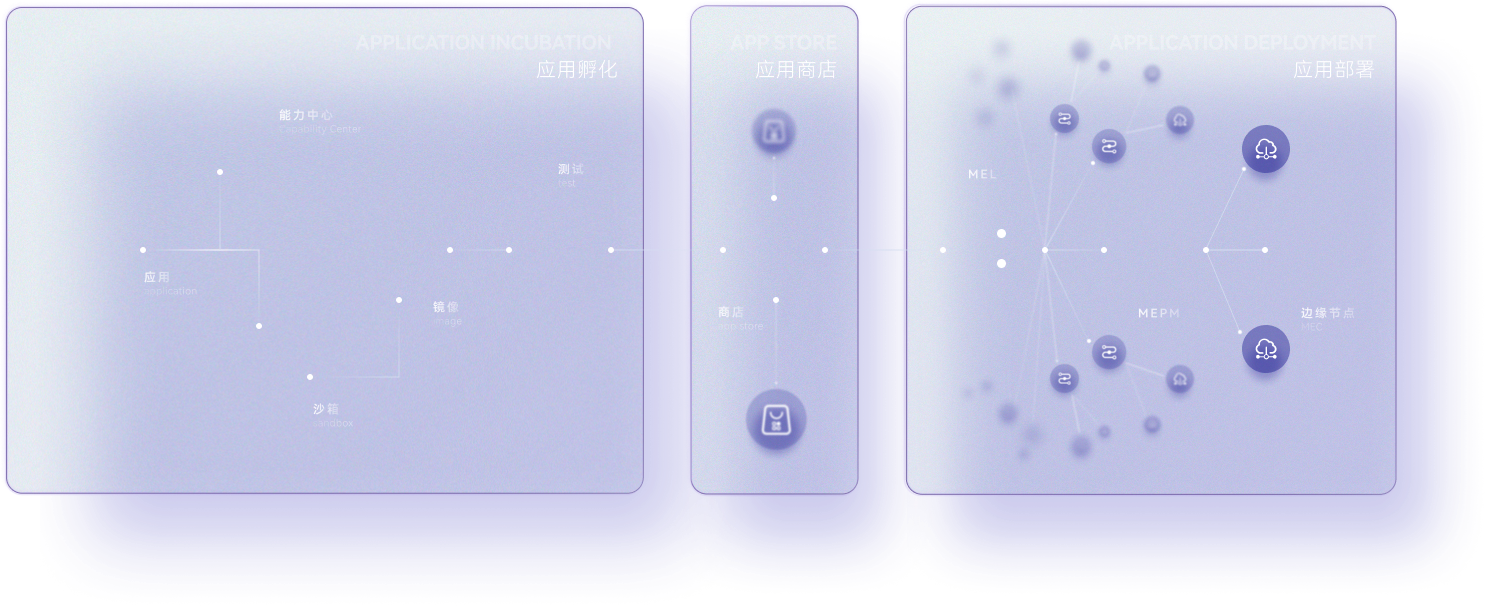 APPLICATION INCUBATION
应用孵化
能力中心
Capability Center
测试
Test
应用
application
镜像
Image
沙箱
sandbox
APP STORE
应用商店
商店
app store
APPLICATION DEPLOYMENT
应用部署
MEL
MEPM
边缘节点
MEC